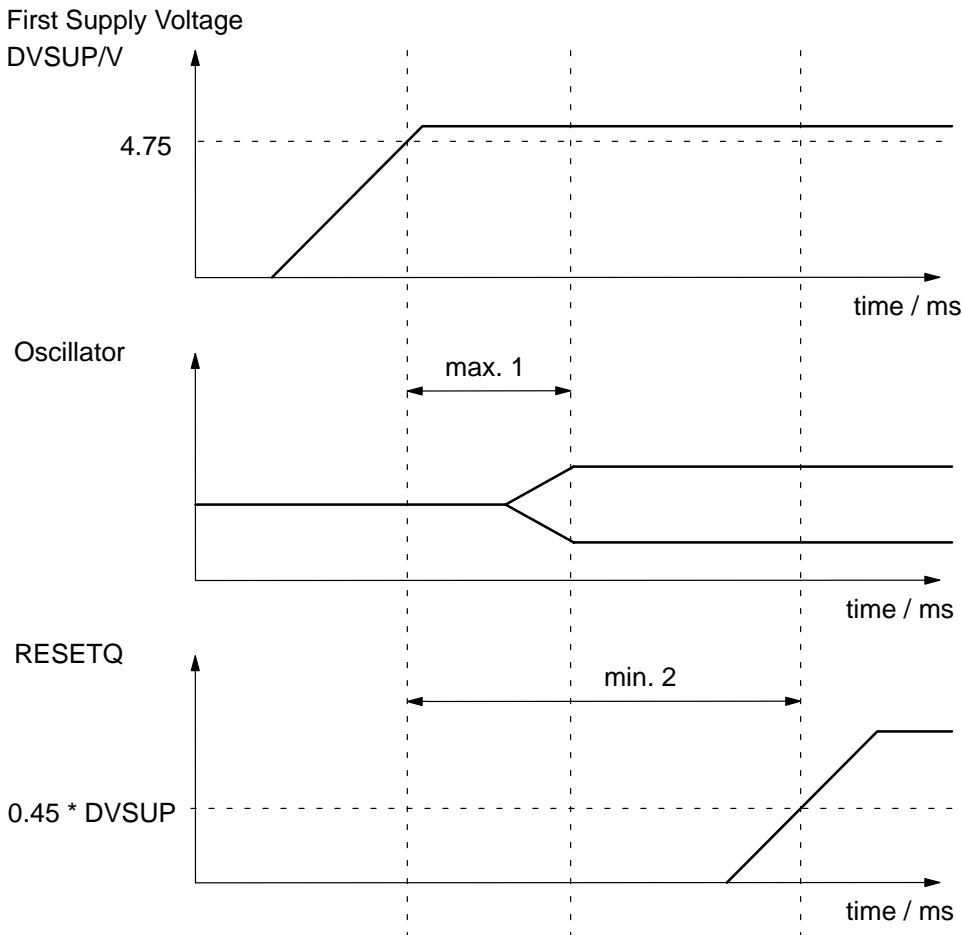 First Supply Voltage
DVSUP/V
4.75
time / ms
Oscillator
max. 1
time / ms
RESETQ
min. 2
0.45 * DVSUP
time / ms